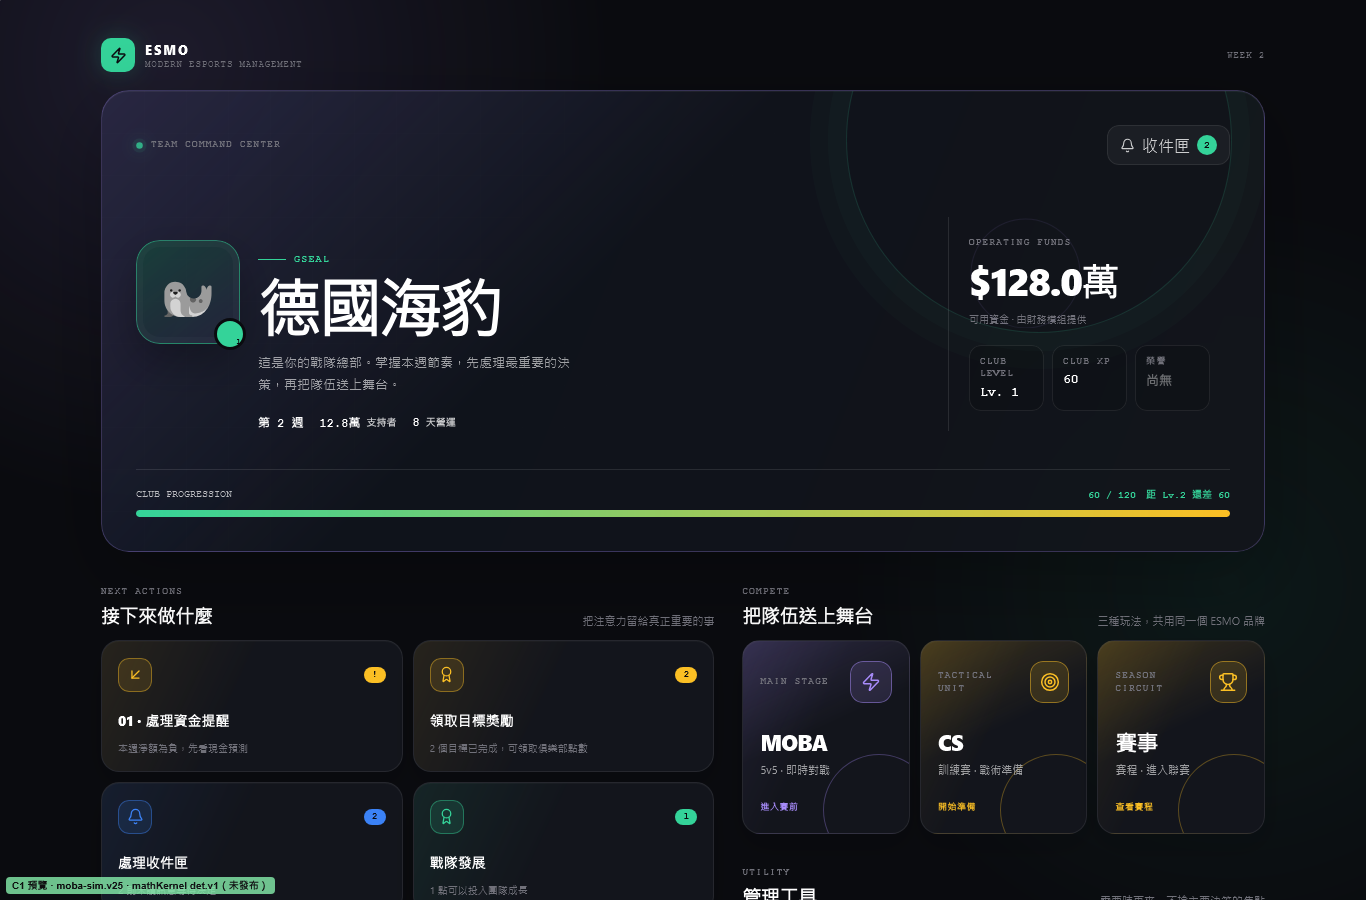 ESMO
MODERN ESPORTS MANAGEMENT
WEEK 2
TEAM COMMAND CENTER
收件匣 2
GSEAL
德國海豹
這是你的戰隊總部。掌握本週節奏，先處理最重要的決
策，再把隊伍送上舞台。
第 2 週 12.8萬 支持者 8 天營運
OPERATING FUNDS
$128.0萬
可用資金 · 由財務模組提供
CLUB LEVEL
Lv. 1
CLUB XP
60
榮譽
尚無
CLUB PROGRESSION
60 / 120 距 Lv.2 還差 60
NEXT ACTIONS
接下來做什麼
把注意力留給真正重要的事
!
01 · 處理資金提醒
本週淨額為負，先看現金預測
2
領取目標獎勵
2 個目標已完成，可領取俱樂部點數
2
處理收件匣
1
戰隊發展
1 點可以投入團隊成長
COMPETE
把隊伍送上舞台
三種玩法，共用同一個 ESMO 品牌
MAIN STAGE
MOBA
5v5 · 即時對戰
進入賽前
TACTICAL
UNIT
CS
訓練賽 · 戰術準備
開始準備
SEASON
CIRCUIT
賽事
賽程 · 進入聯賽
查看賽程
UTILITY
管理工具
C1 預覽 · moba-sim.v25 · mathKernel det.v1 ( 未發布 )